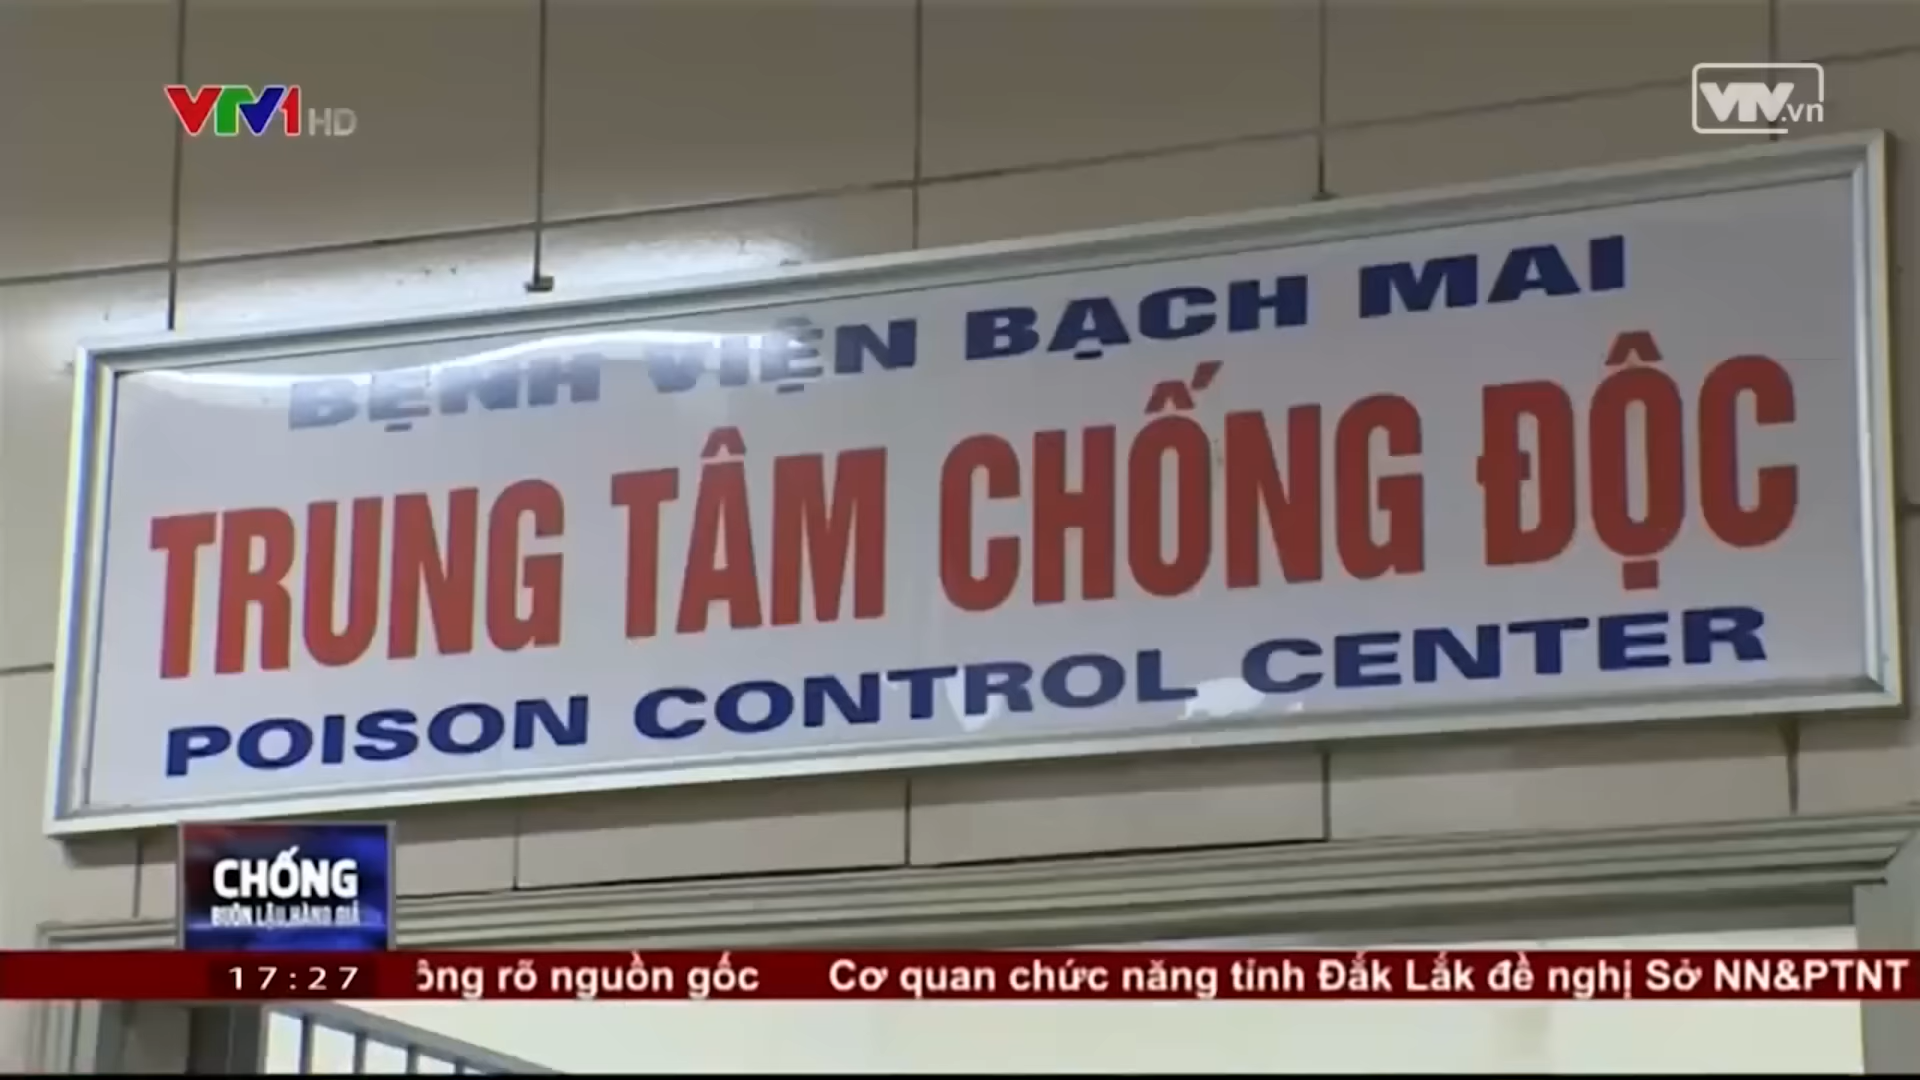 VTV1 HD
VTV.vn
BỆNH VIỆN BẠCH MAI
TRUNG TÂM CHỐNG ĐỘC
POISON CONTROL CENTER
CHỐNG
BUÔN LẬU, HÀNG GIẢ
17:27
ông rõ nguồn gốc Cơ quan chức năng tỉnh Đắk Lắk đề nghị Sở NN&PTNT